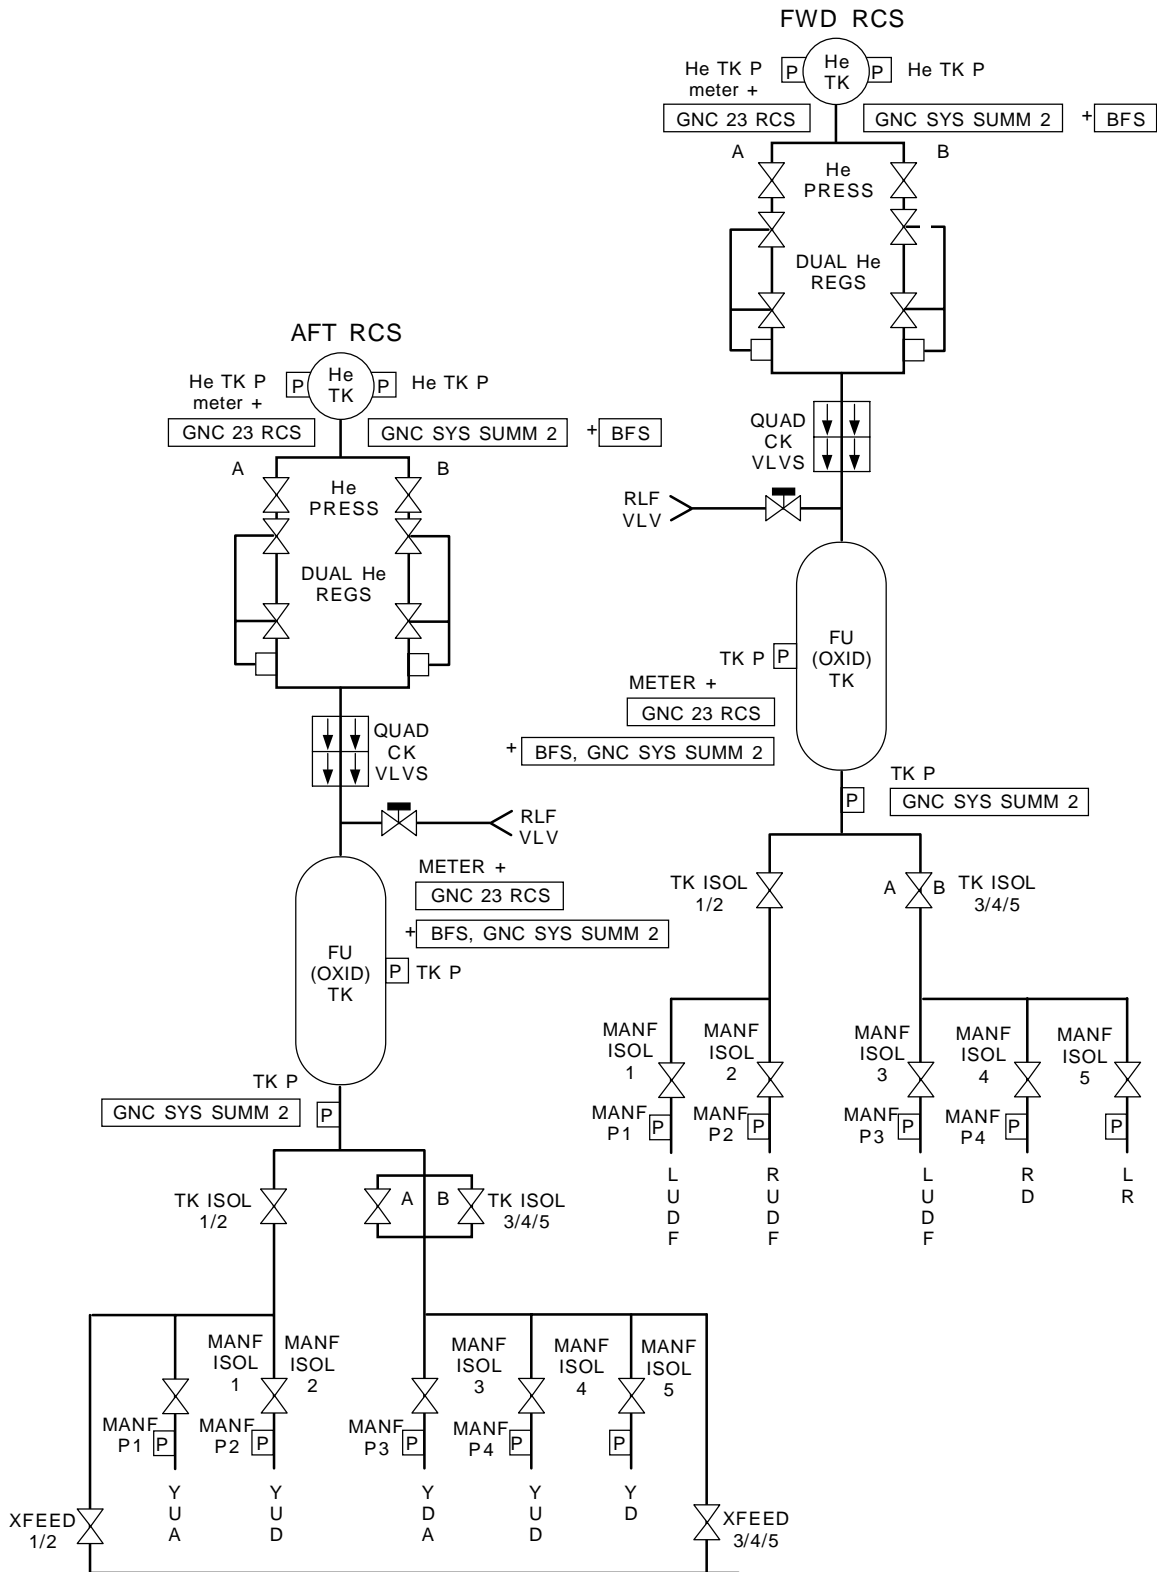 FWD RCS
He TK P
meter +
P
He
TK
P
He TK P
GNC 23 RCS
GNC SYS SUMM 2
+
BFS
A
B
He
PRESS
DUAL He
REGS
QUAD
CK
VLVS
RLF
VLV
TK P
P
FU
(OXID)
TK
METER +
GNC 23 RCS
+
BFS, GNC SYS SUMM 2
TK P
P
GNC SYS SUMM 2
TK ISOL
1/2
A
B
TK ISOL
3/4/5
MANF
ISOL
1
MANF
ISOL
2
MANF
ISOL
3
MANF
ISOL
4
MANF
ISOL
5
MANF
P1
P
MANF
P2
P
MANF
P3
P
MANF
P4
P
P
L
U
D
F
R
U
D
F
L
U
D
F
R
D
L
R
AFT RCS
He TK P
meter +
P
He
TK
P
He TK P
GNC 23 RCS
GNC SYS SUMM 2
+
BFS
A
B
He
PRESS
DUAL He
REGS
QUAD
CK
VLVS
RLF
VLV
METER +
GNC 23 RCS
+
BFS, GNC SYS SUMM 2
FU
(OXID)
TK
P
TK P
TK P
GNC SYS SUMM 2
P
TK ISOL
1/2
A
B
TK ISOL
3/4/5
MANF
ISOL
1
MANF
ISOL
2
MANF
ISOL
3
MANF
ISOL
4
MANF
ISOL
5
MANF
P1
P
MANF
P2
P
MANF
P3
P
MANF
P4
P
P
Y
U
A
Y
U
D
Y
D
A
Y
U
D
Y
D
XFEED
1/2
XFEED
3/4/5